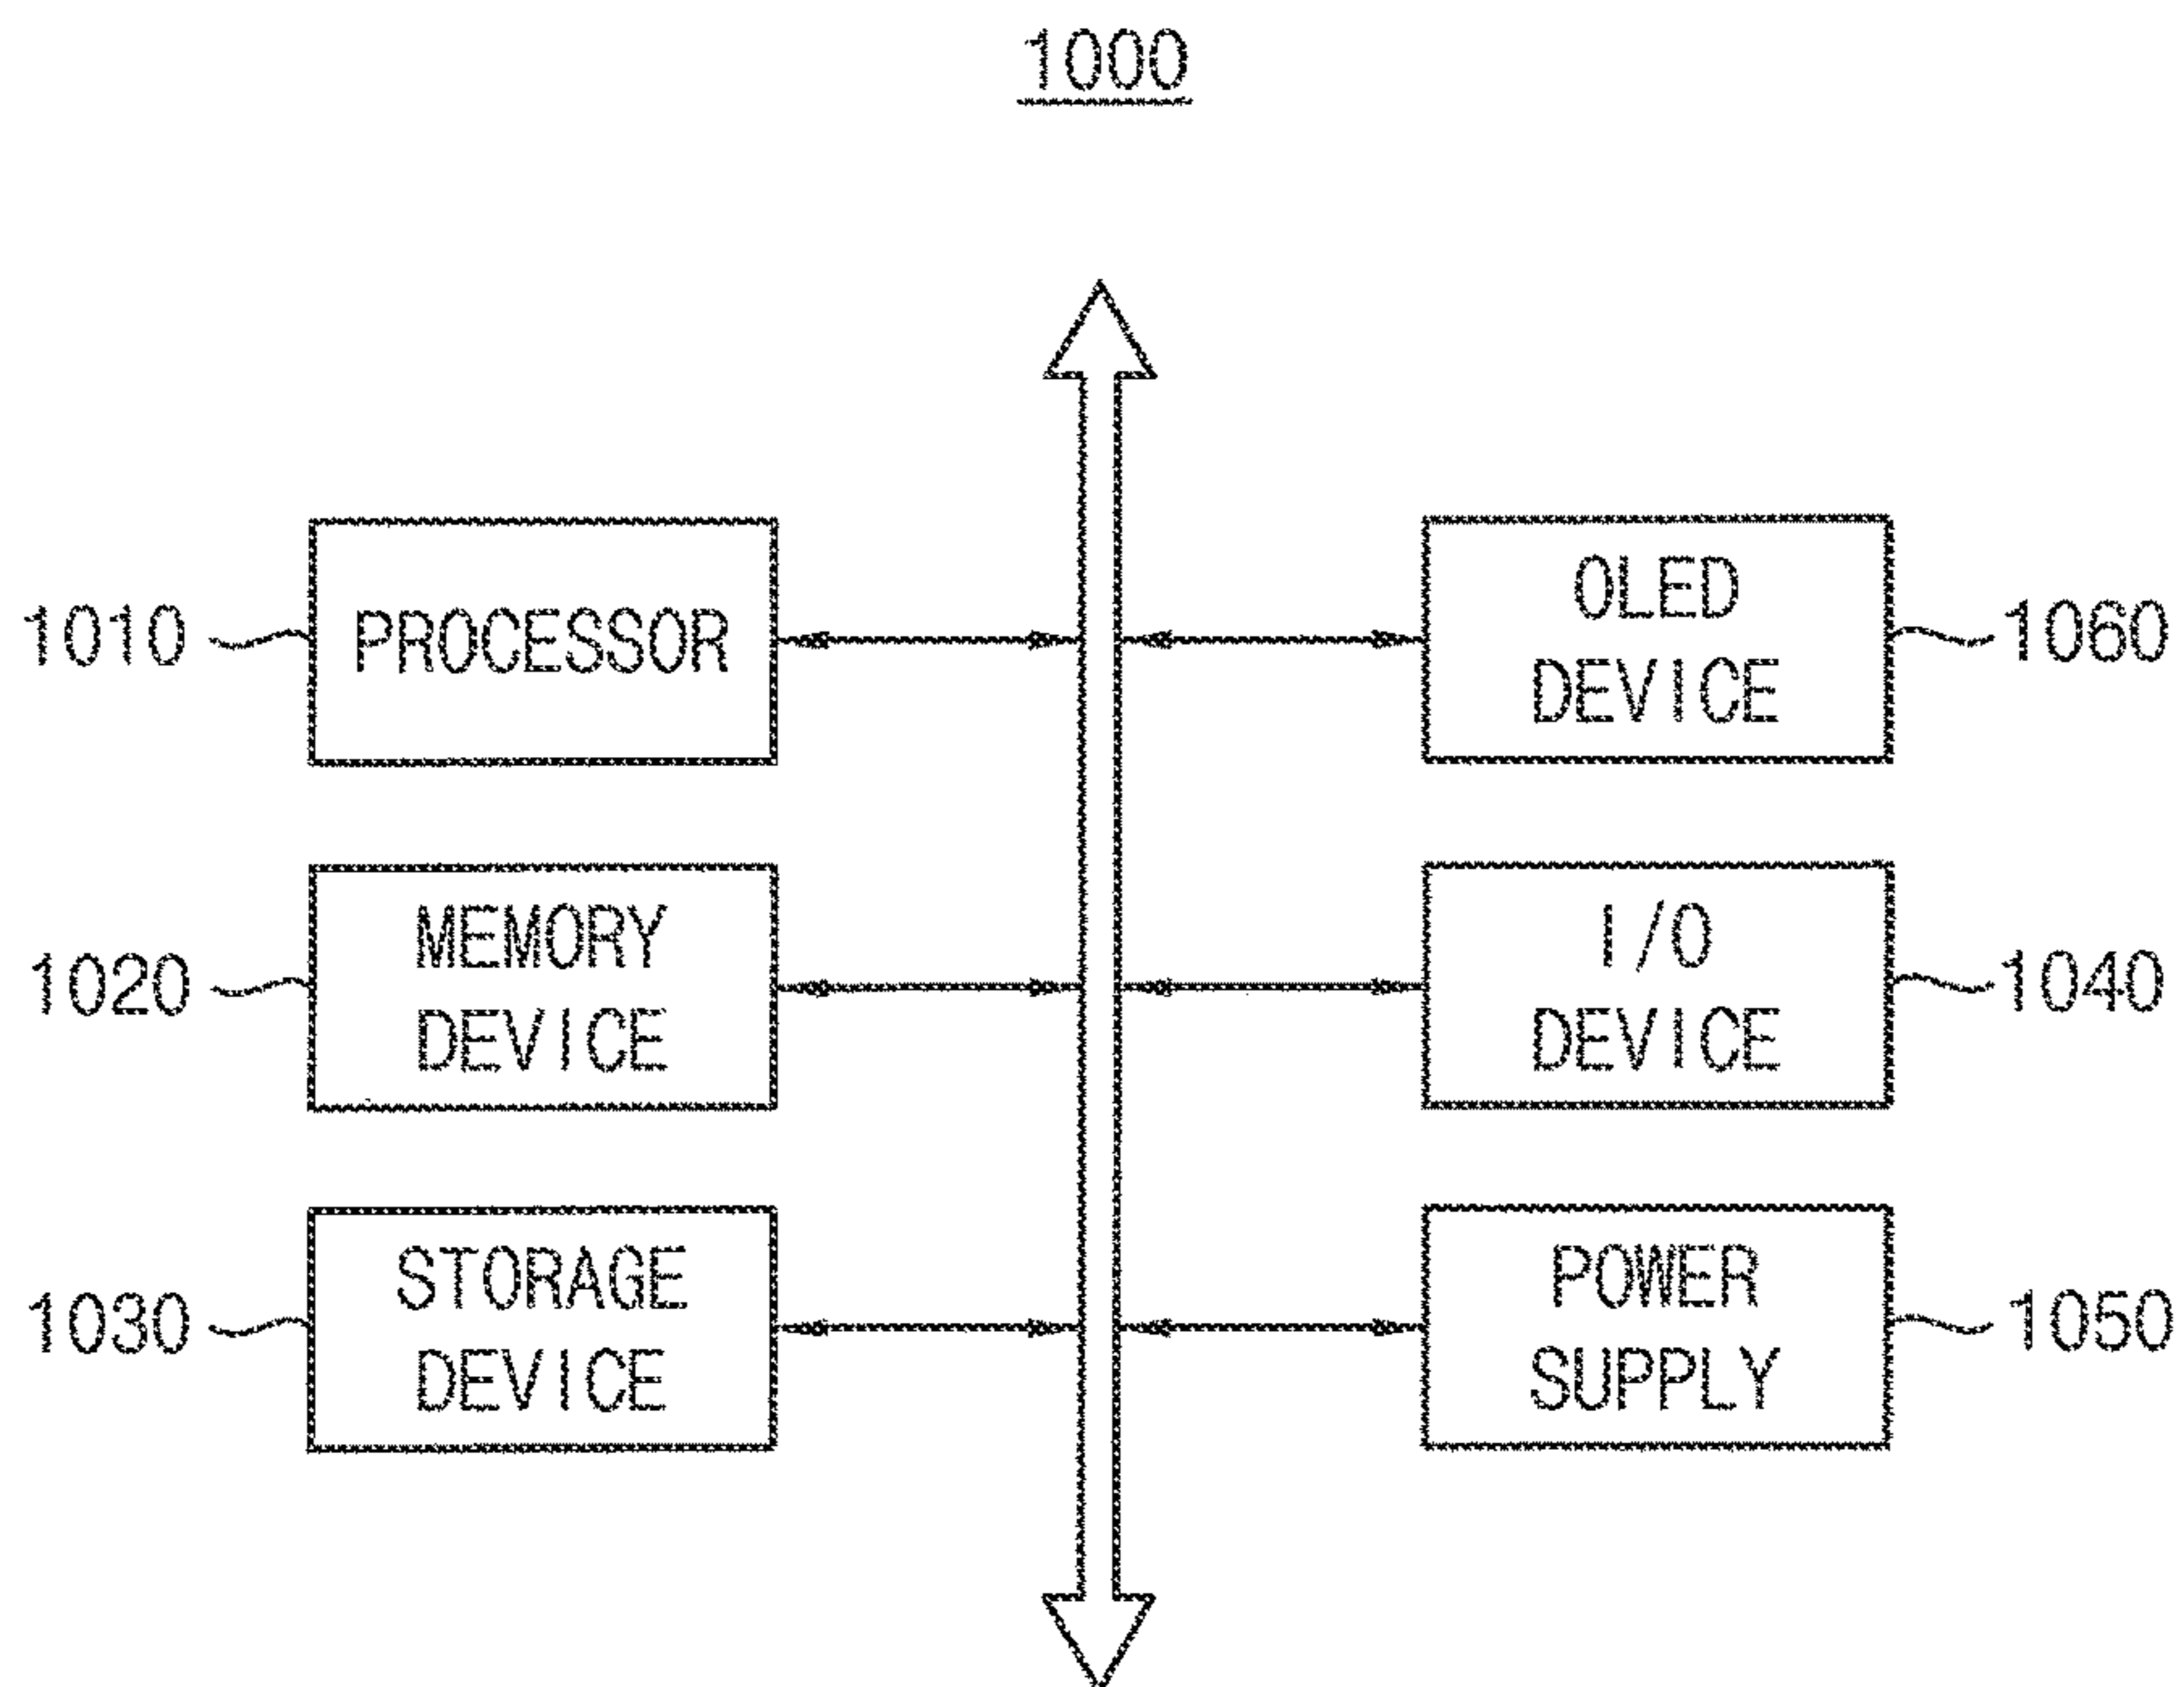 1000
1010
PROCESSOR
OLED
DEVICE
1060
1020
MEMORY
DEVICE
I/O
DEVICE
1040
1030
STORAGE
DEVICE
POWER
SUPPLY
1050